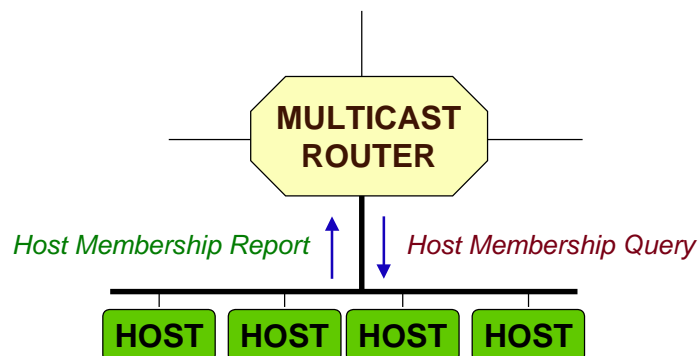 MULTICAST
ROUTER
Host Membership Report
Host Membership Query
HOST
HOST
HOST
HOST